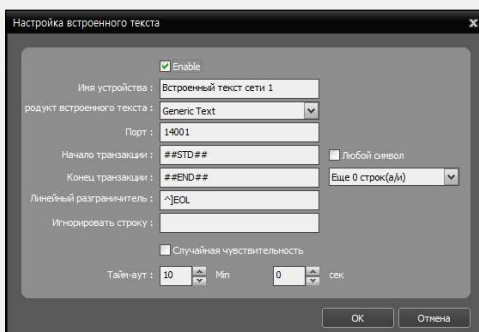 Настройка встроенного текста
Enable
Имя устройства : Встроенный текст сети 1
родукт встроенного текста : Generic Text
Порт : 14001
Начало транзакции : ##STD## Любой символ
Конец транзакции : ##END## Еще 0 строк(а/и)
Линейный разграничитель : ^]EOL
Игнорировать строку :
Случайная чувствительность
Тайм-аут : 10 Min 0 сек
OK Отмена